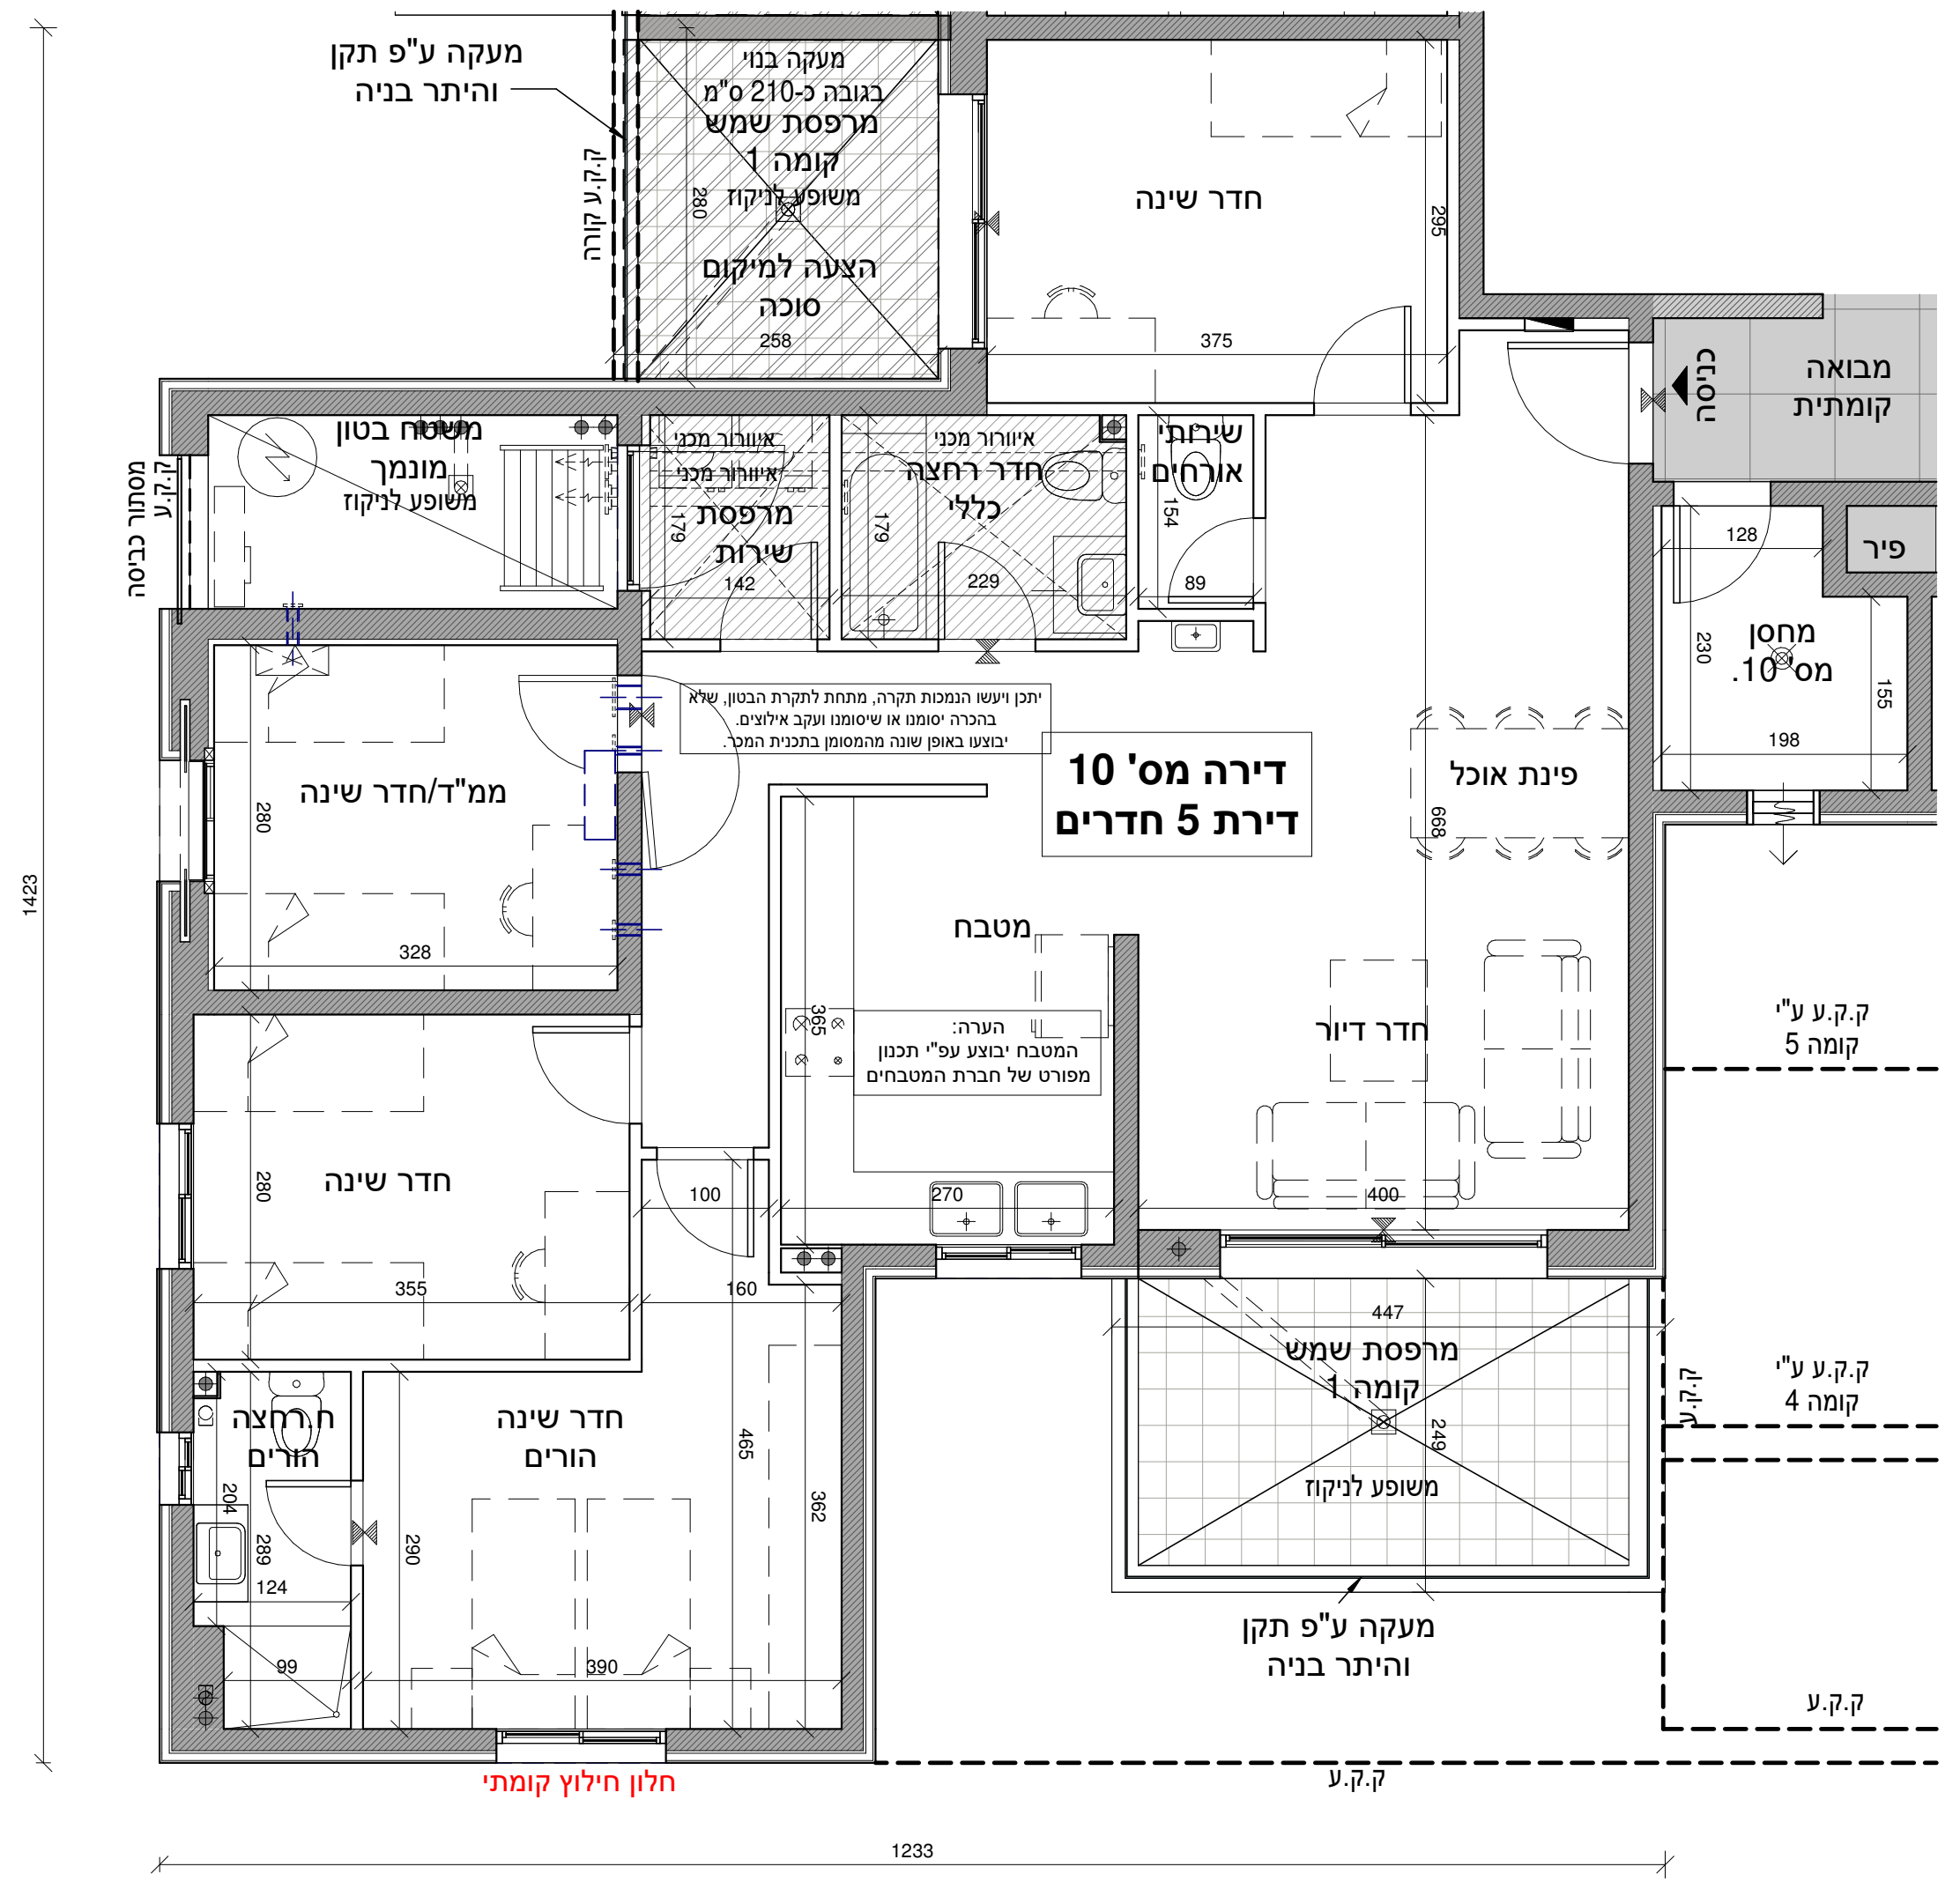 מעקה ע"פ תקן
והיתר בניה
ק.ק.ע קורה
מעקה בנוי
בגובה כ-210 ס"מ
מרפסת שמש
קומה 1
משופע לניקוז
הצעה למיקום
סוכה
280
258
חדר שינה
295
375
כניסה
מבואה
קומתית
מסתור כביסה
ק.ק.ע
משטח בטון
מונמך
משופע לניקוז
איוורור מכני
איוורור מכני
מרפסת
שירות
179
142
איוורור מכני
חדר רחצה
כללי
179
229
שירותי
אורחים
154
89
128
פיר
מחסן
מס' 10.
230
155
198
יתכן ויעשו הנמכות תקרה, מתחת לתקרת הבטון, שלא
בהכרה יסומנו או שיסומנו ועקב אילוצים.
יבוצעו באופן שונה מהמסומן בתכנית המכר.
דירה מס' 10
דירת 5 חדרים
פינת אוכל
668
ממ"ד/חדר שינה
280
328
1423
מטבח
365
הערה:
המטבח יבוצע עפ"י תכנון
מפורט של חברת המטבחים
חדר דיור
ק.ק.ע ע"י
קומה 5
חדר שינה
280
355
100
270
400
160
447
מרפסת שמש
קומה 1
249
משופע לניקוז
ק.ק.ע
ק.ק.ע ע"י
קומה 4
ח.רחצה
הורים
204
289
124
99
חדר שינה
הורים
290
465
362
390
מעקה ע"פ תקן
והיתר בניה
ק.ק.ע
חלון חילוץ קומתי
ק.ק.ע
1233